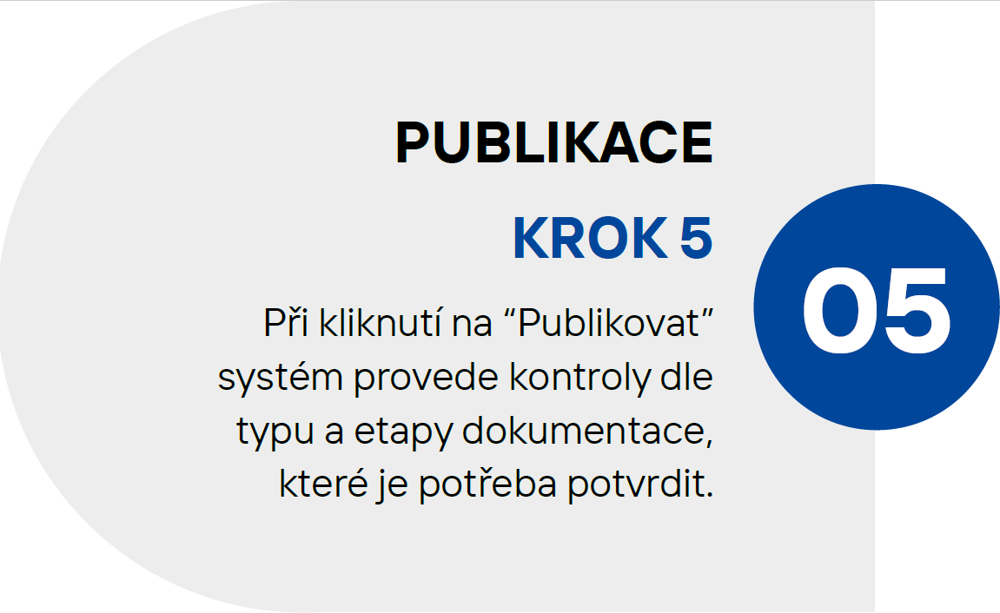 PUBLIKACE
KROK 5
05
Při kliknutí na “Publikovat”
systém provede kontroly dle
typu a etapy dokumentace,
které je potřeba potvrdit.